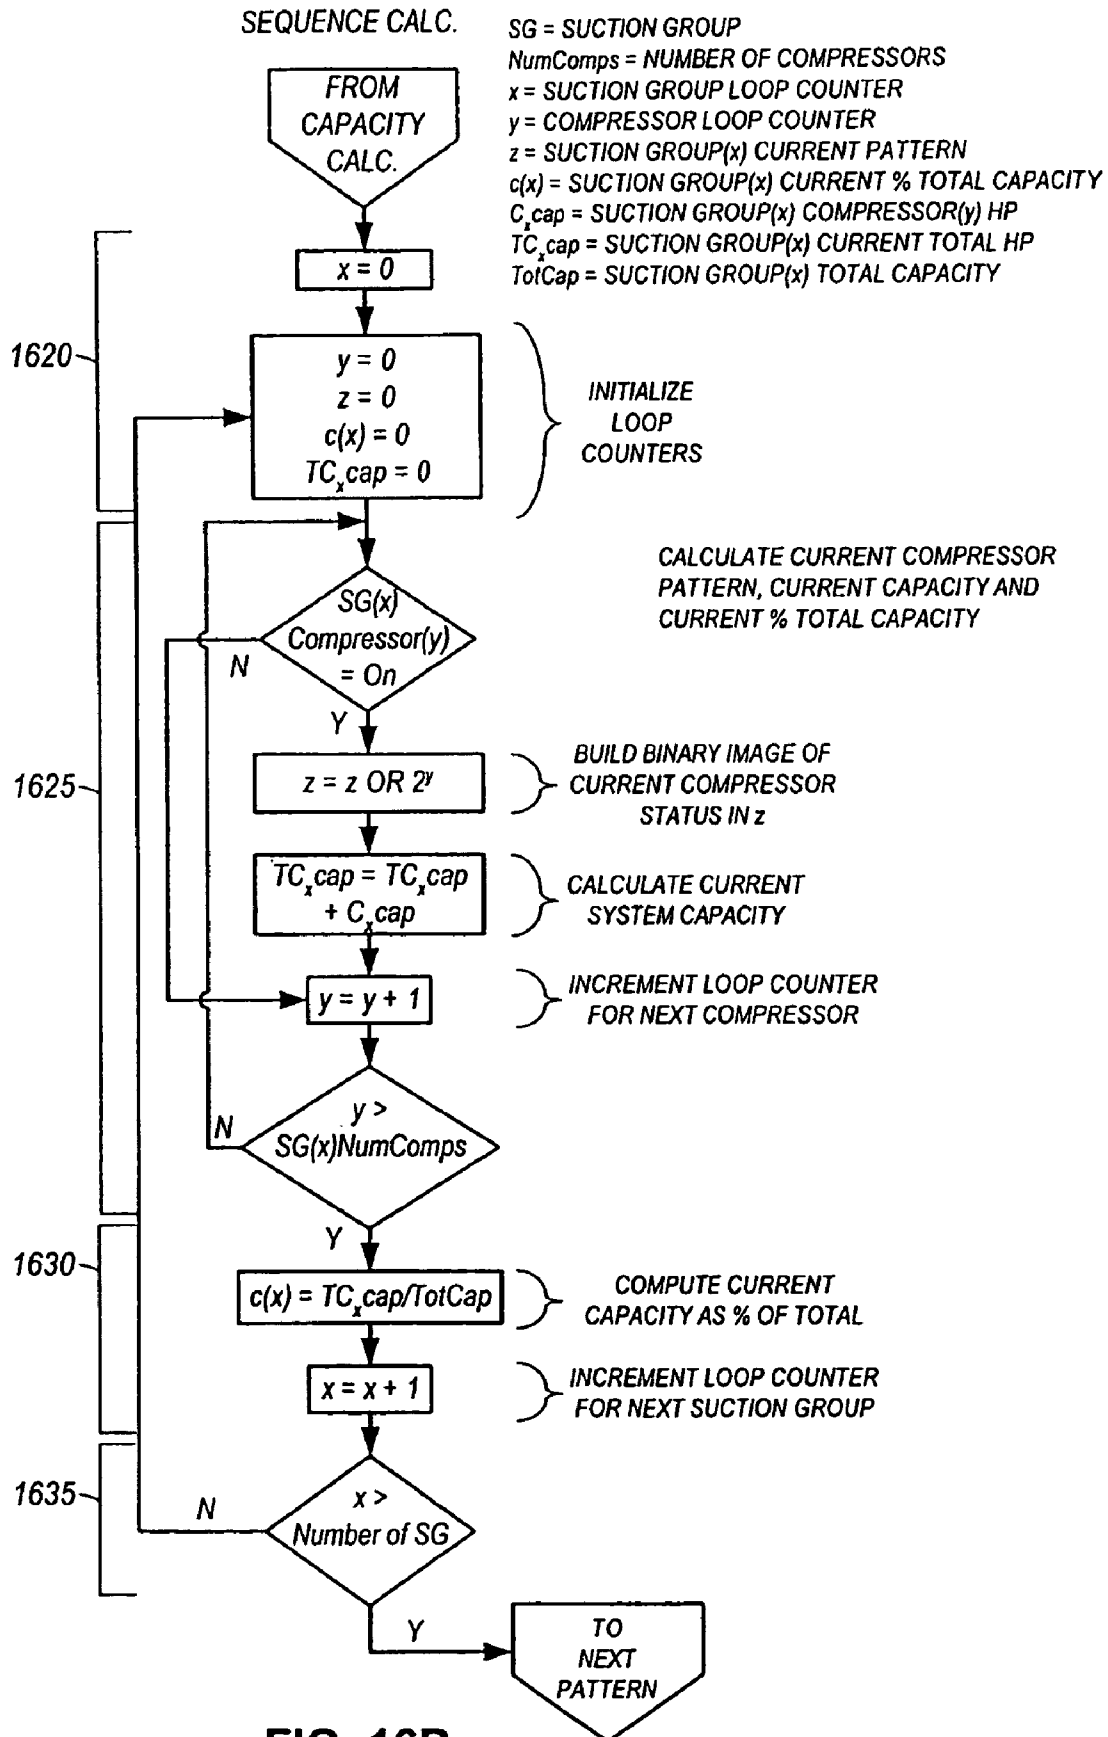 SEQUENCE CALC.
SG = SUCTION GROUP
NumComps = NUMBER OF COMPRESSORS
x = SUCTION GROUP LOOP COUNTER
y = COMPRESSOR LOOP COUNTER
z = SUCTION GROUP(x) CURRENT PATTERN
c(x) = SUCTION GROUP(x) CURRENT % TOTAL CAPACITY
Cxcap = SUCTION GROUP(x) COMPRESSOR(y) HP
TCxcap = SUCTION GROUP(x) CURRENT TOTAL HP
TotCap = SUCTION GROUP(x) TOTAL CAPACITY
FROM
CAPACITY
CALC.
x = 0
1620
y = 0
z = 0
c(x) = 0
TCxcap = 0
INITIALIZE
LOOP
COUNTERS
CALCULATE CURRENT COMPRESSOR
PATTERN, CURRENT CAPACITY AND
CURRENT % TOTAL CAPACITY
SG(x)
Compressor(y)
= On
N
Y
1625
z = z OR 2^y
BUILD BINARY IMAGE OF
CURRENT COMPRESSOR
STATUS IN z
TCxcap = TCxcap
+ Cxcap
CALCULATE CURRENT
SYSTEM CAPACITY
y = y + 1
INCREMENT LOOP COUNTER
FOR NEXT COMPRESSOR
y >
SG(x)NumComps
N
Y
1630
c(x) = TCxcap/TotCap
COMPUTE CURRENT
CAPACITY AS % OF TOTAL
x = x + 1
INCREMENT LOOP COUNTER
FOR NEXT SUCTION GROUP
1635
x >
Number of SG
N
Y
TO
NEXT
PATTERN